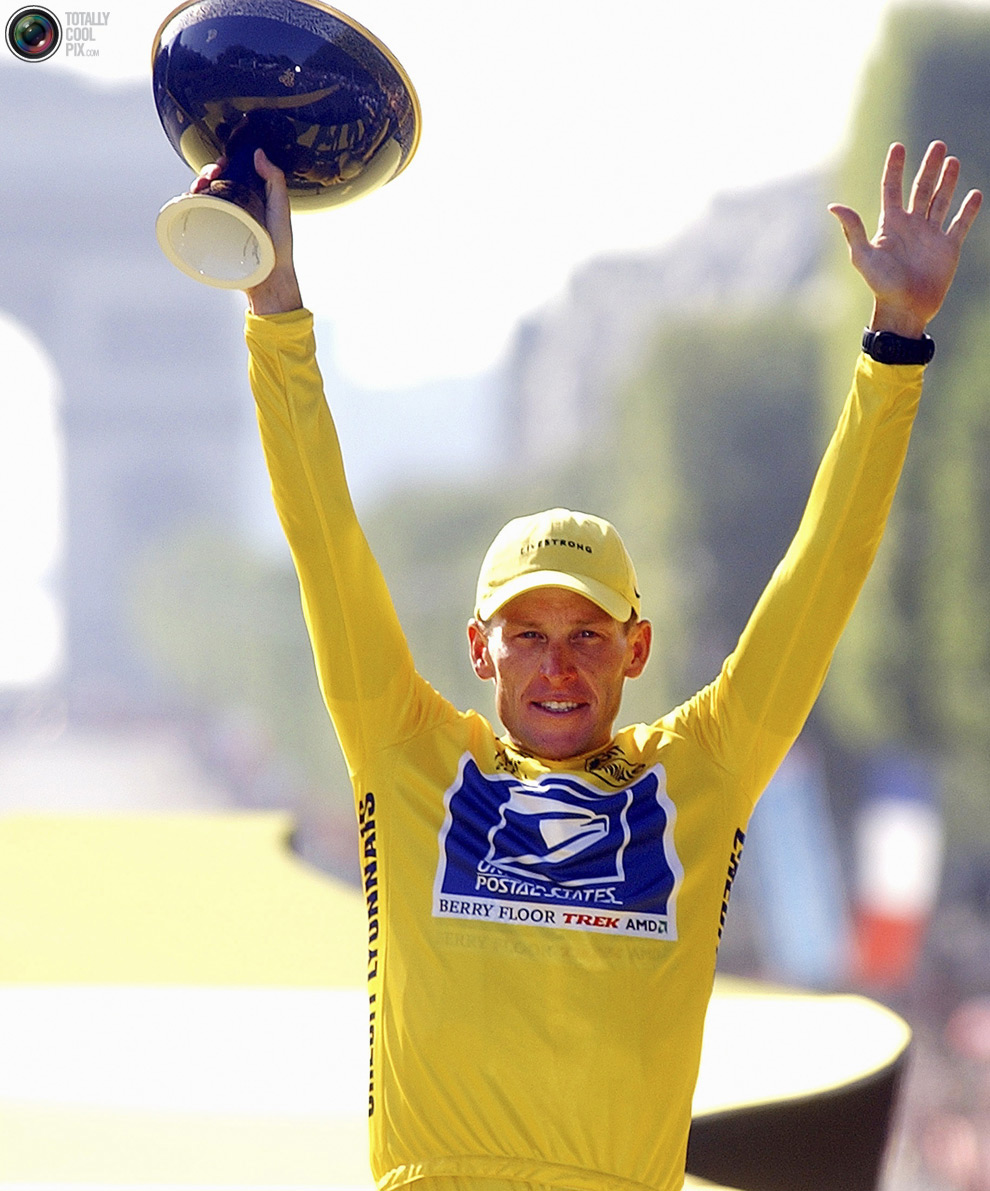 TOTALLY
COOL
PIX.COM
LIVESTRONG
POSTAL STATES
BERRY FLOOR TREK AMD
CREDIT LYONNAIS